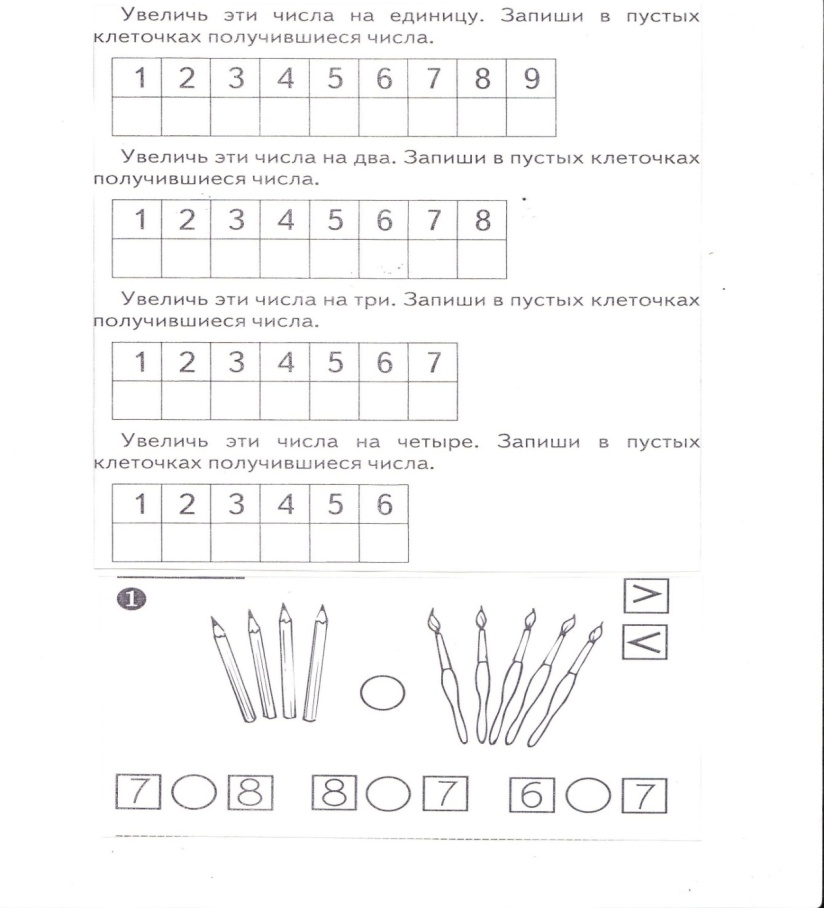 Увеличь эти числа на единицу. Запиши в пустых
клеточках получившиеся числа.
1 2 3 4 5 6 7 8 9
Увеличь эти числа на два. Запиши в пустых клеточках
получившиеся числа.
1 2 3 4 5 6 7 8
Увеличь эти числа на три. Запиши в пустых клеточках
получившиеся числа.
1 2 3 4 5 6 7
Увеличь эти числа на четыре. Запиши в пустых
клеточках получившиеся числа.
1 2 3 4 5 6
1
>
<
7 8 8 7 6 7